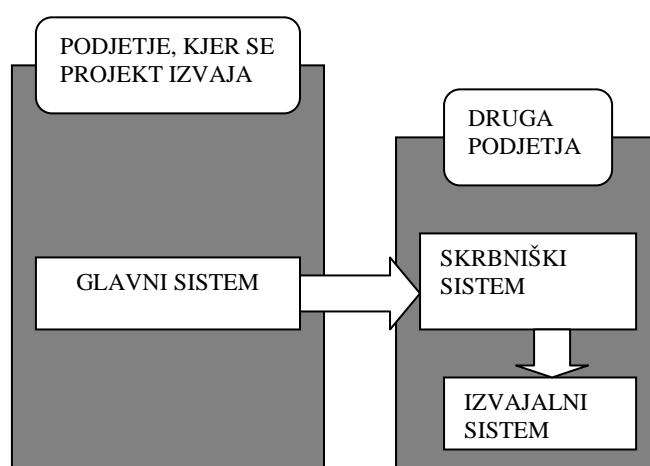 PODJETJE, KJER SE
PROJEKT IZVAJA
DRUGA
PODJETJA
GLAVNI SISTEM
SKRBNIŠKI
SISTEM
IZVAJALNI
SISTEM